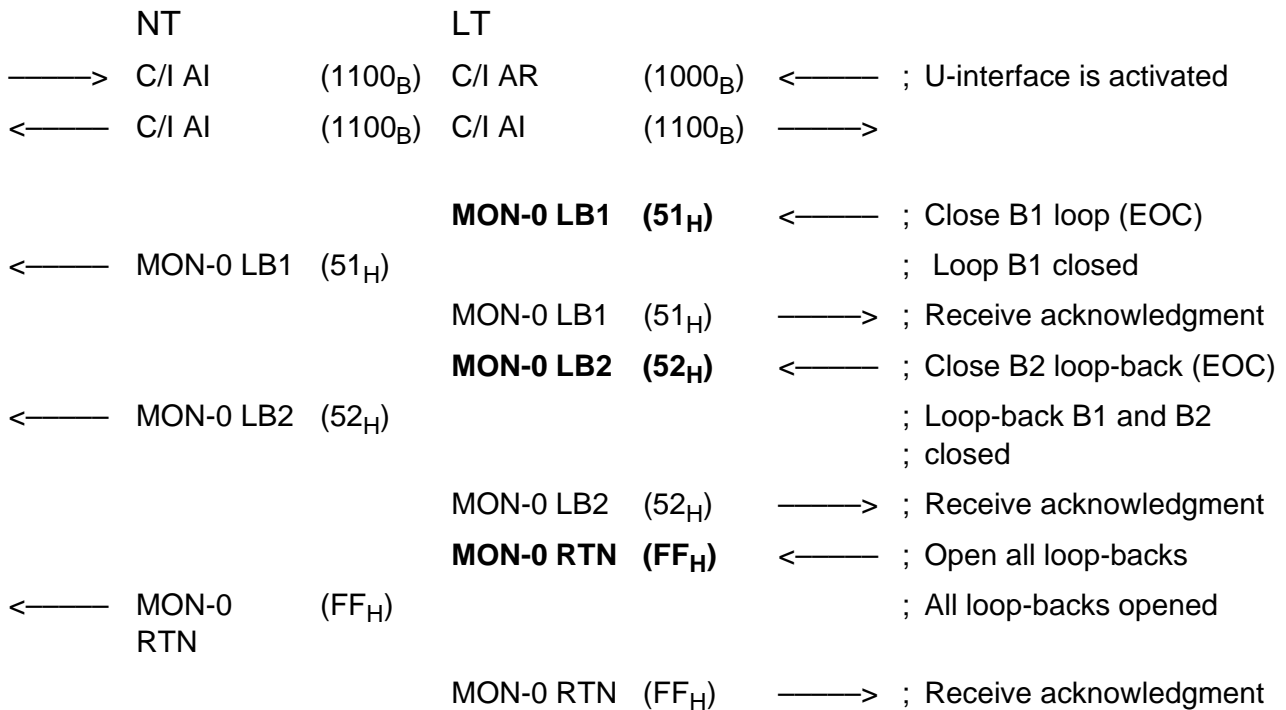 NT LT
–––––> C/I AI (1100B) C/I AR (1000B) <––––– ; U-interface is activated
<––––– C/I AI (1100B) C/I AI (1100B) –––––>
MON-0 LB1 (51H) <––––– ; Close B1 loop (EOC)
<––––– MON-0 LB1 (51H) ; Loop B1 closed
MON-0 LB1 (51H) –––––> ; Receive acknowledgment
MON-0 LB2 (52H) <––––– ; Close B2 loop-back (EOC)
<––––– MON-0 LB2 (52H) ; Loop-back B1 and B2
; closed
MON-0 LB2 (52H) –––––> ; Receive acknowledgment
MON-0 RTN (FFH) <––––– ; Open all loop-backs
<––––– MON-0 (FFH) ; All loop-backs opened
RTN
MON-0 RTN (FFH) –––––> ; Receive acknowledgment